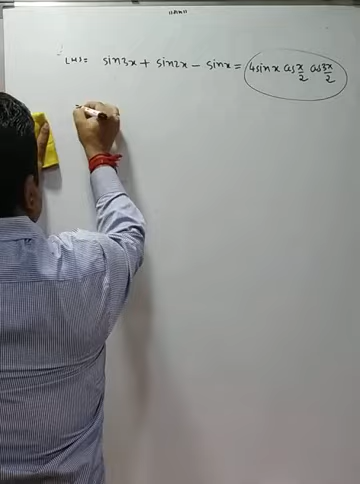 LHS= sin3x + sin2x - sinx = 4sinx cos x/2 cos 3x/2